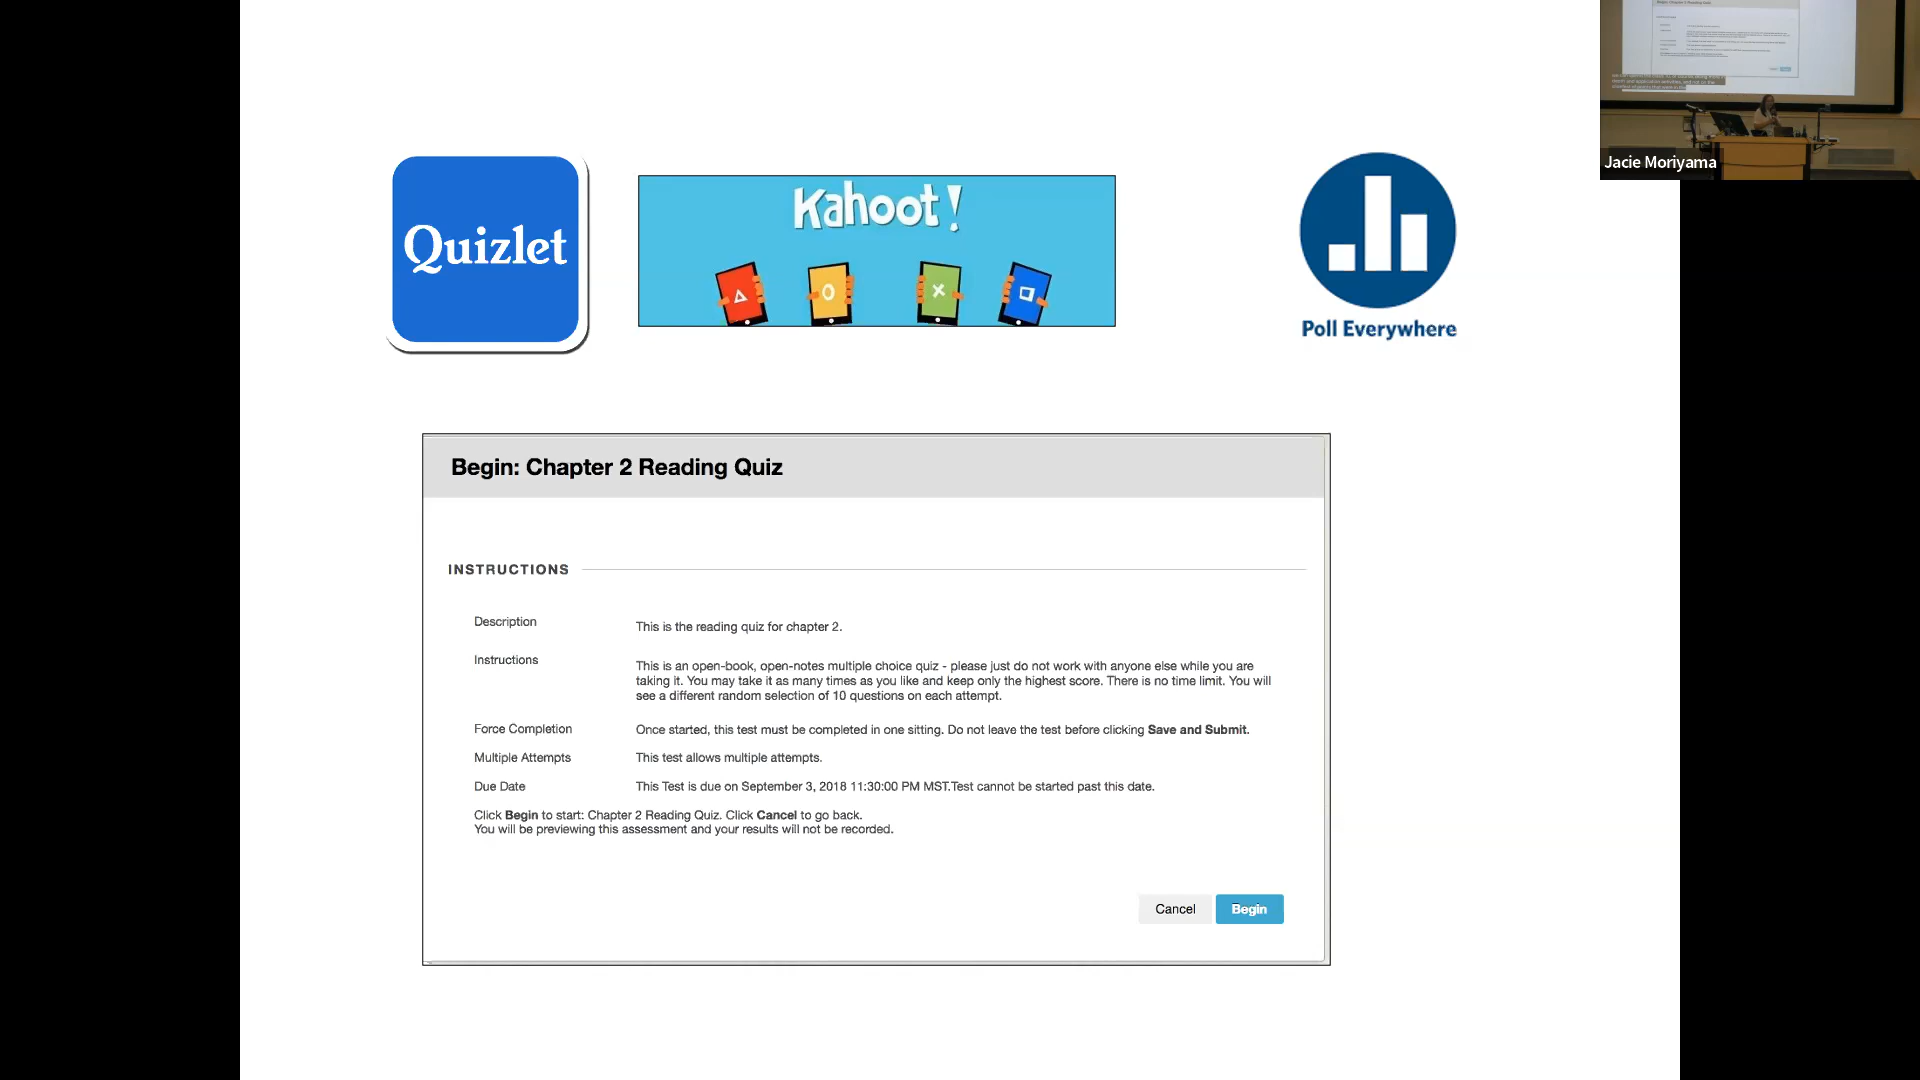 Jacie Moriyama
Quizlet
Kahoot!
Poll Everywhere
Begin: Chapter 2 Reading Quiz
INSTRUCTIONS
Description
This is the reading quiz for chapter 2.
Instructions
This is an open-book, open-notes multiple choice quiz - please just do not work with anyone else while you are
taking it. You may take it as many times as you like and keep only the highest score. There is no time limit. You will
see a different random selection of 10 questions on each attempt.
Force Completion
Once started, this test must be completed in one sitting. Do not leave the test before clicking Save and Submit.
Multiple Attempts
This test allows multiple attempts.
Due Date
This Test is due on September 3, 2018 11:30:00 PM MST.Test cannot be started past this date.
Click Begin to start: Chapter 2 Reading Quiz. Click Cancel to go back.
You will be previewing this assessment and your results will not be recorded.
Cancel
Begin